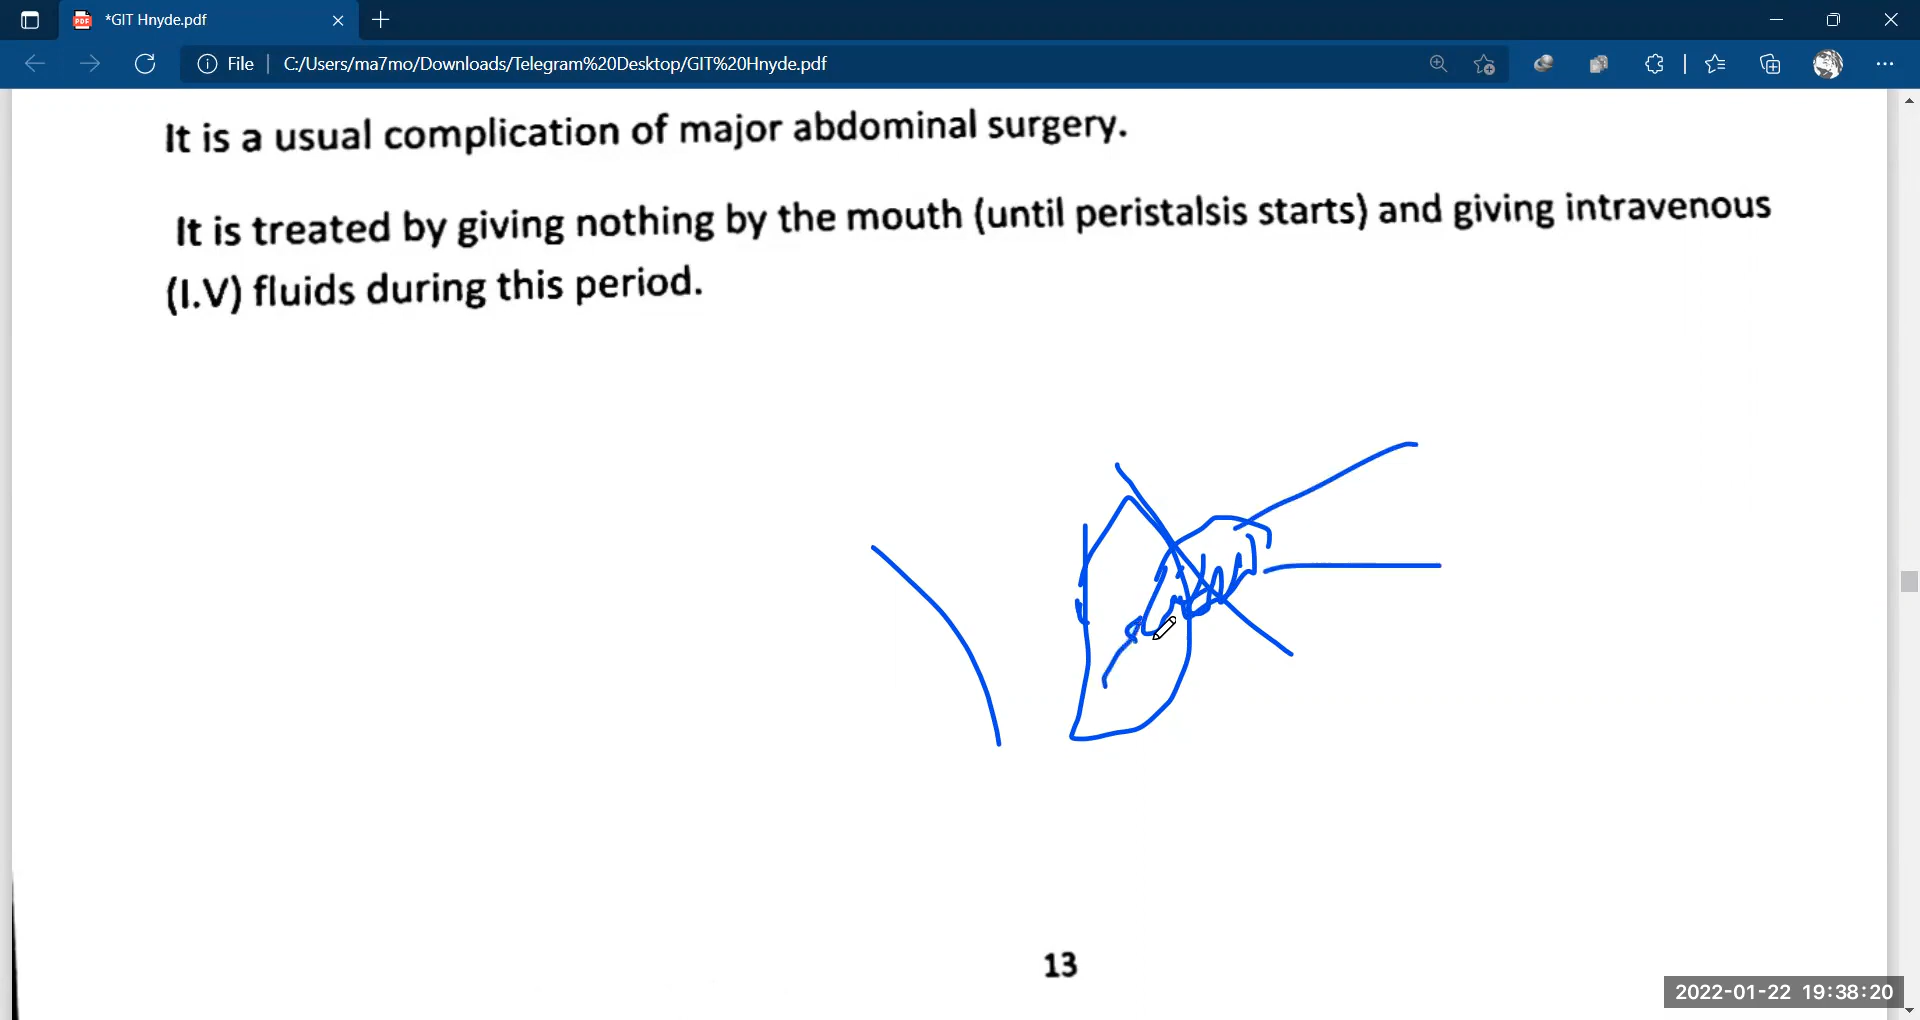 *GIT Hnyde.pdf
File C:/Users/ma7mo/Downloads/Telegram%20Desktop/GIT%20Hnyde.pdf
It is a usual complication of major abdominal surgery.
It is treated by giving nothing by the mouth (until peristalsis starts) and giving intravenous
(I.V) fluids during this period.
13
2022-01-22 19:38:20